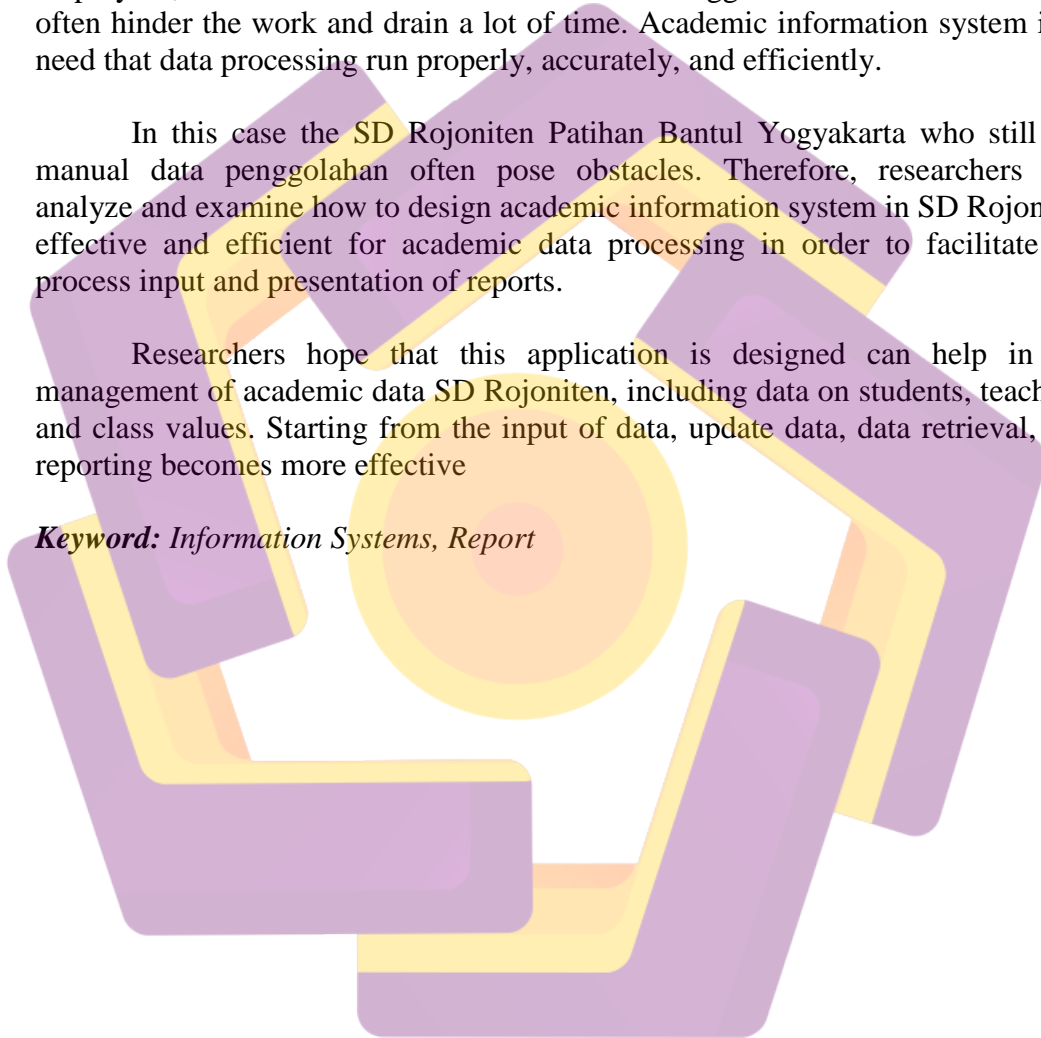 often hinder the work and drain a lot of time. Academic information system i
need that data processing run properly, accurately, and efficiently.
In this case the SD Rojoniten Patihan Bantul Yogyakarta who still
manual data penggolahan often pose obstacles. Therefore, researchers
analyze and examine how to design academic information system in SD Rojon
effective and efficient for academic data processing in order to facilitate
process input and presentation of reports.
Researchers hope that this application is designed can help in
management of academic data SD Rojoniten, including data on students, teach
and class values. Starting from the input of data, update data, data retrieval,
reporting becomes more effective
Keyword: Information Systems, Report